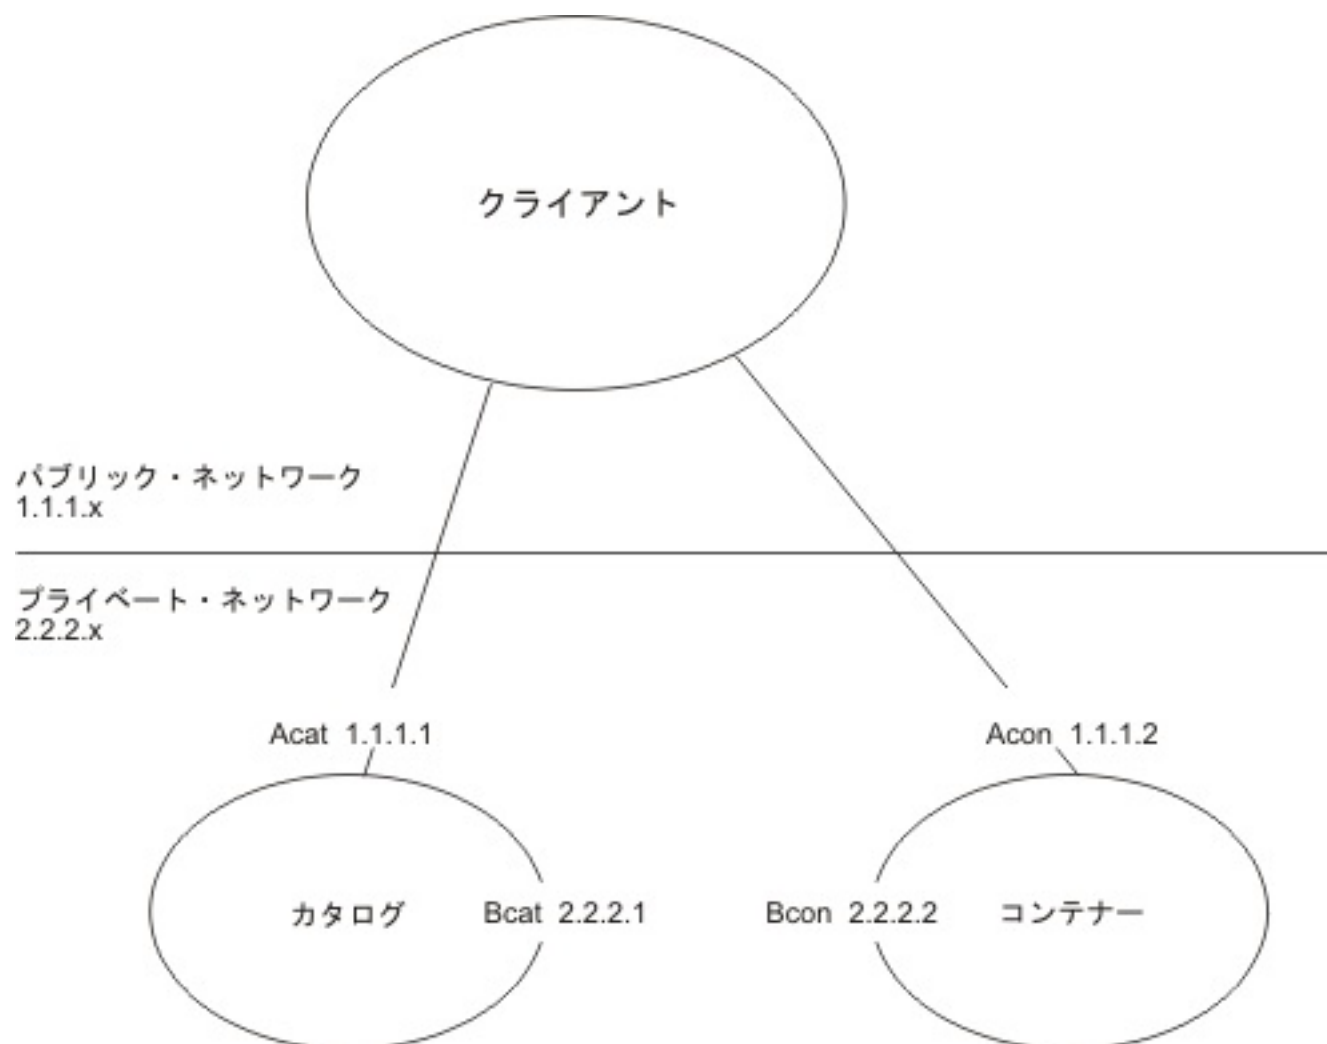 クライアント
パブリック・ネットワーク
1.1.1.x
プライベート・ネットワーク
2.2.2.x
Acat 1.1.1.1
Acon 1.1.1.2
カタログ
Bcat 2.2.2.1
Bcon 2.2.2.2
コンテナー